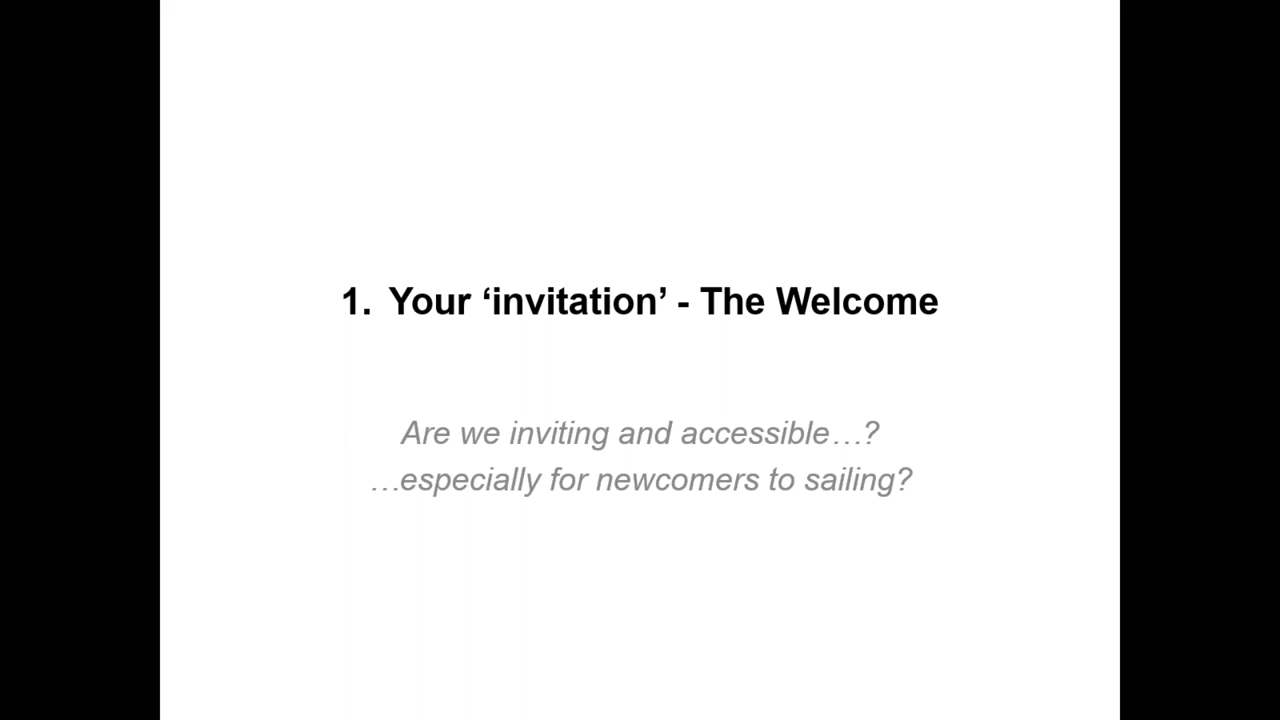 1. Your ‘invitation’ - The Welcome
Are we inviting and accessible…?
…especially for newcomers to sailing?